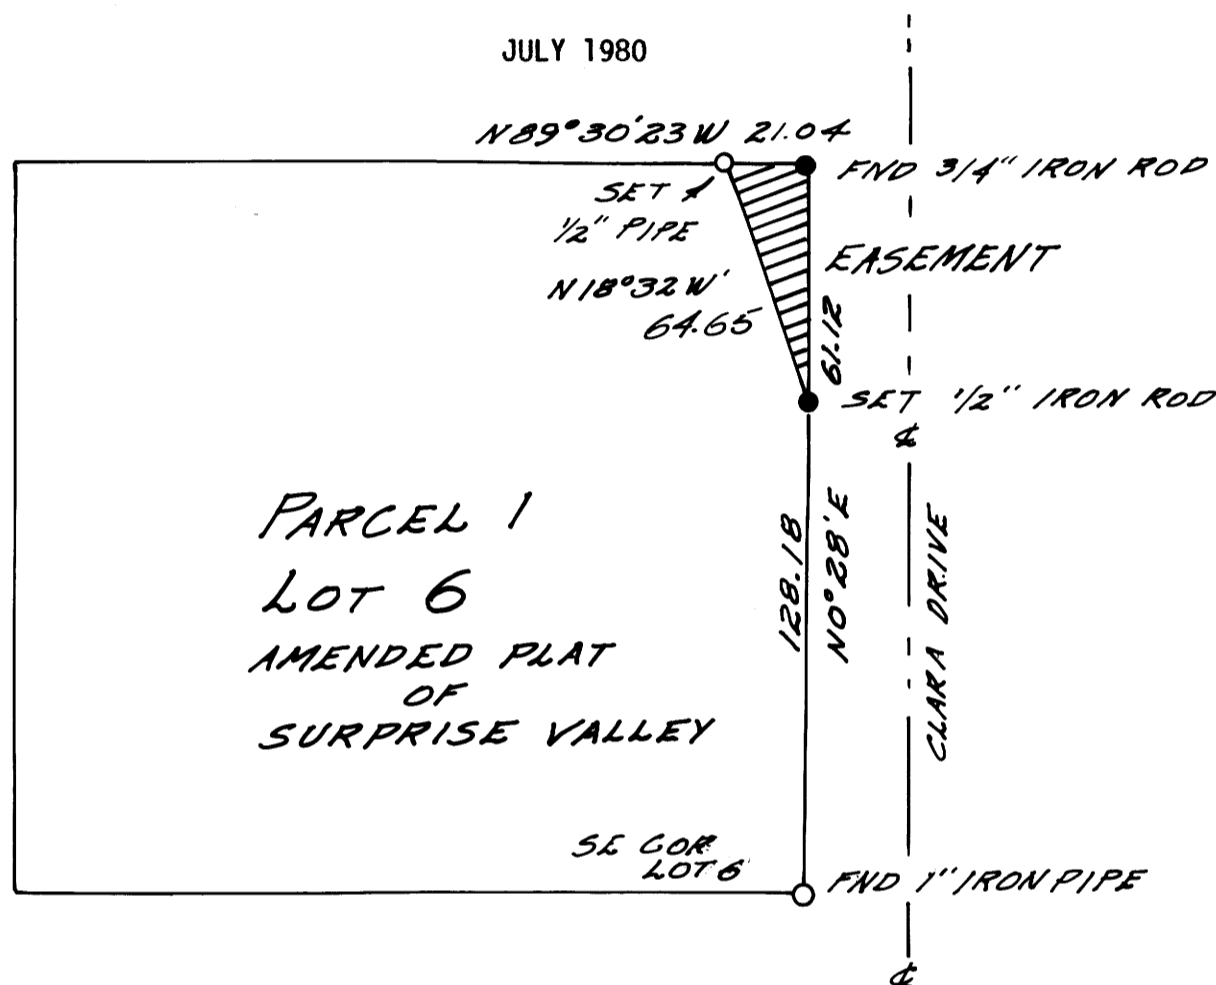 JULY 1980
N89°30'23 W 21.04
FND 3/4" IRON ROD
SET
1/2" PIPE
EASEMENT
N18°32 W'
64.65
61.12
SET 1/2" IRON ROD
℄
PARCEL 1
LOT 6
AMENDED PLAT
OF
SURPRISE VALLEY
128.18
N0°28'E
CLARA DRIVE
SE COR
LOT 6
FND 1" IRON PIPE
℄